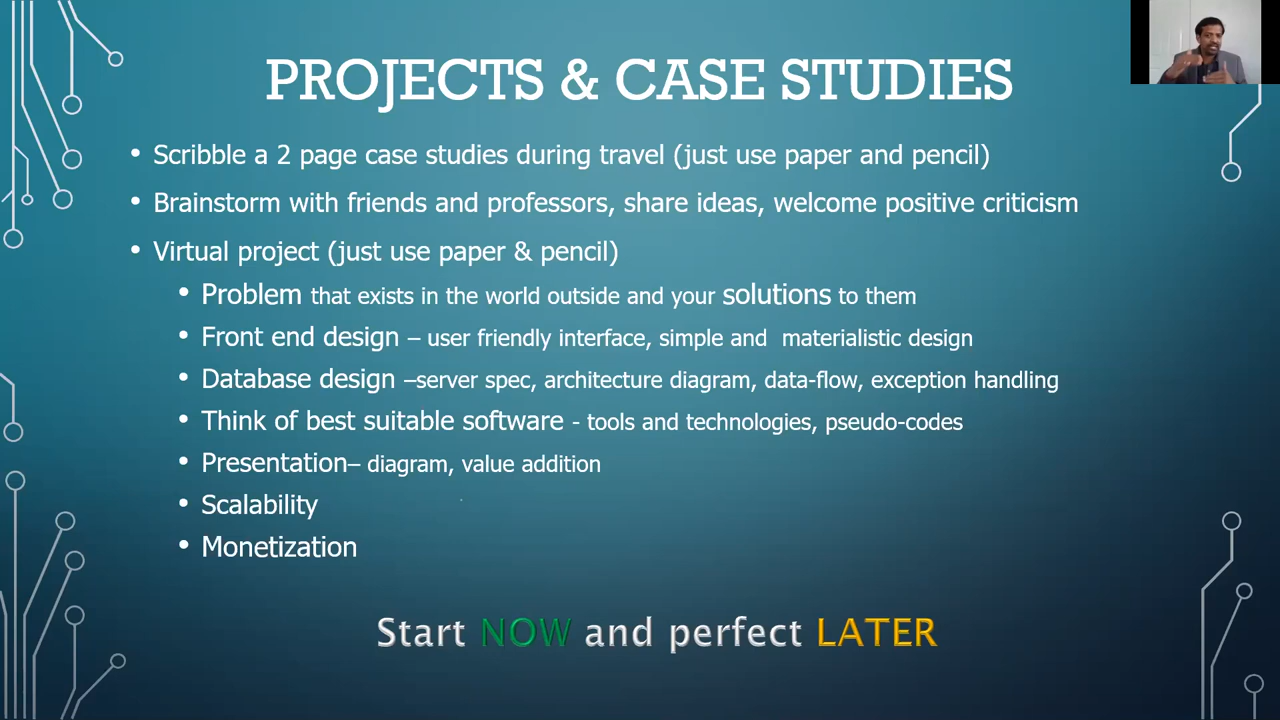 PROJECTS & CASE STUDIES
• Scribble a 2 page case studies during travel (just use paper and pencil)
• Brainstorm with friends and professors, share ideas, welcome positive criticism
• Virtual project (just use paper & pencil)
• Problem that exists in the world outside and your solutions to them
• Front end design – user friendly interface, simple and  materialistic design
• Database design –server spec, architecture diagram, data-flow, exception handling
• Think of best suitable software - tools and technologies, pseudo-codes
• Presentation– diagram, value addition
• Scalability
• Monetization
Start NOW and perfect LATER